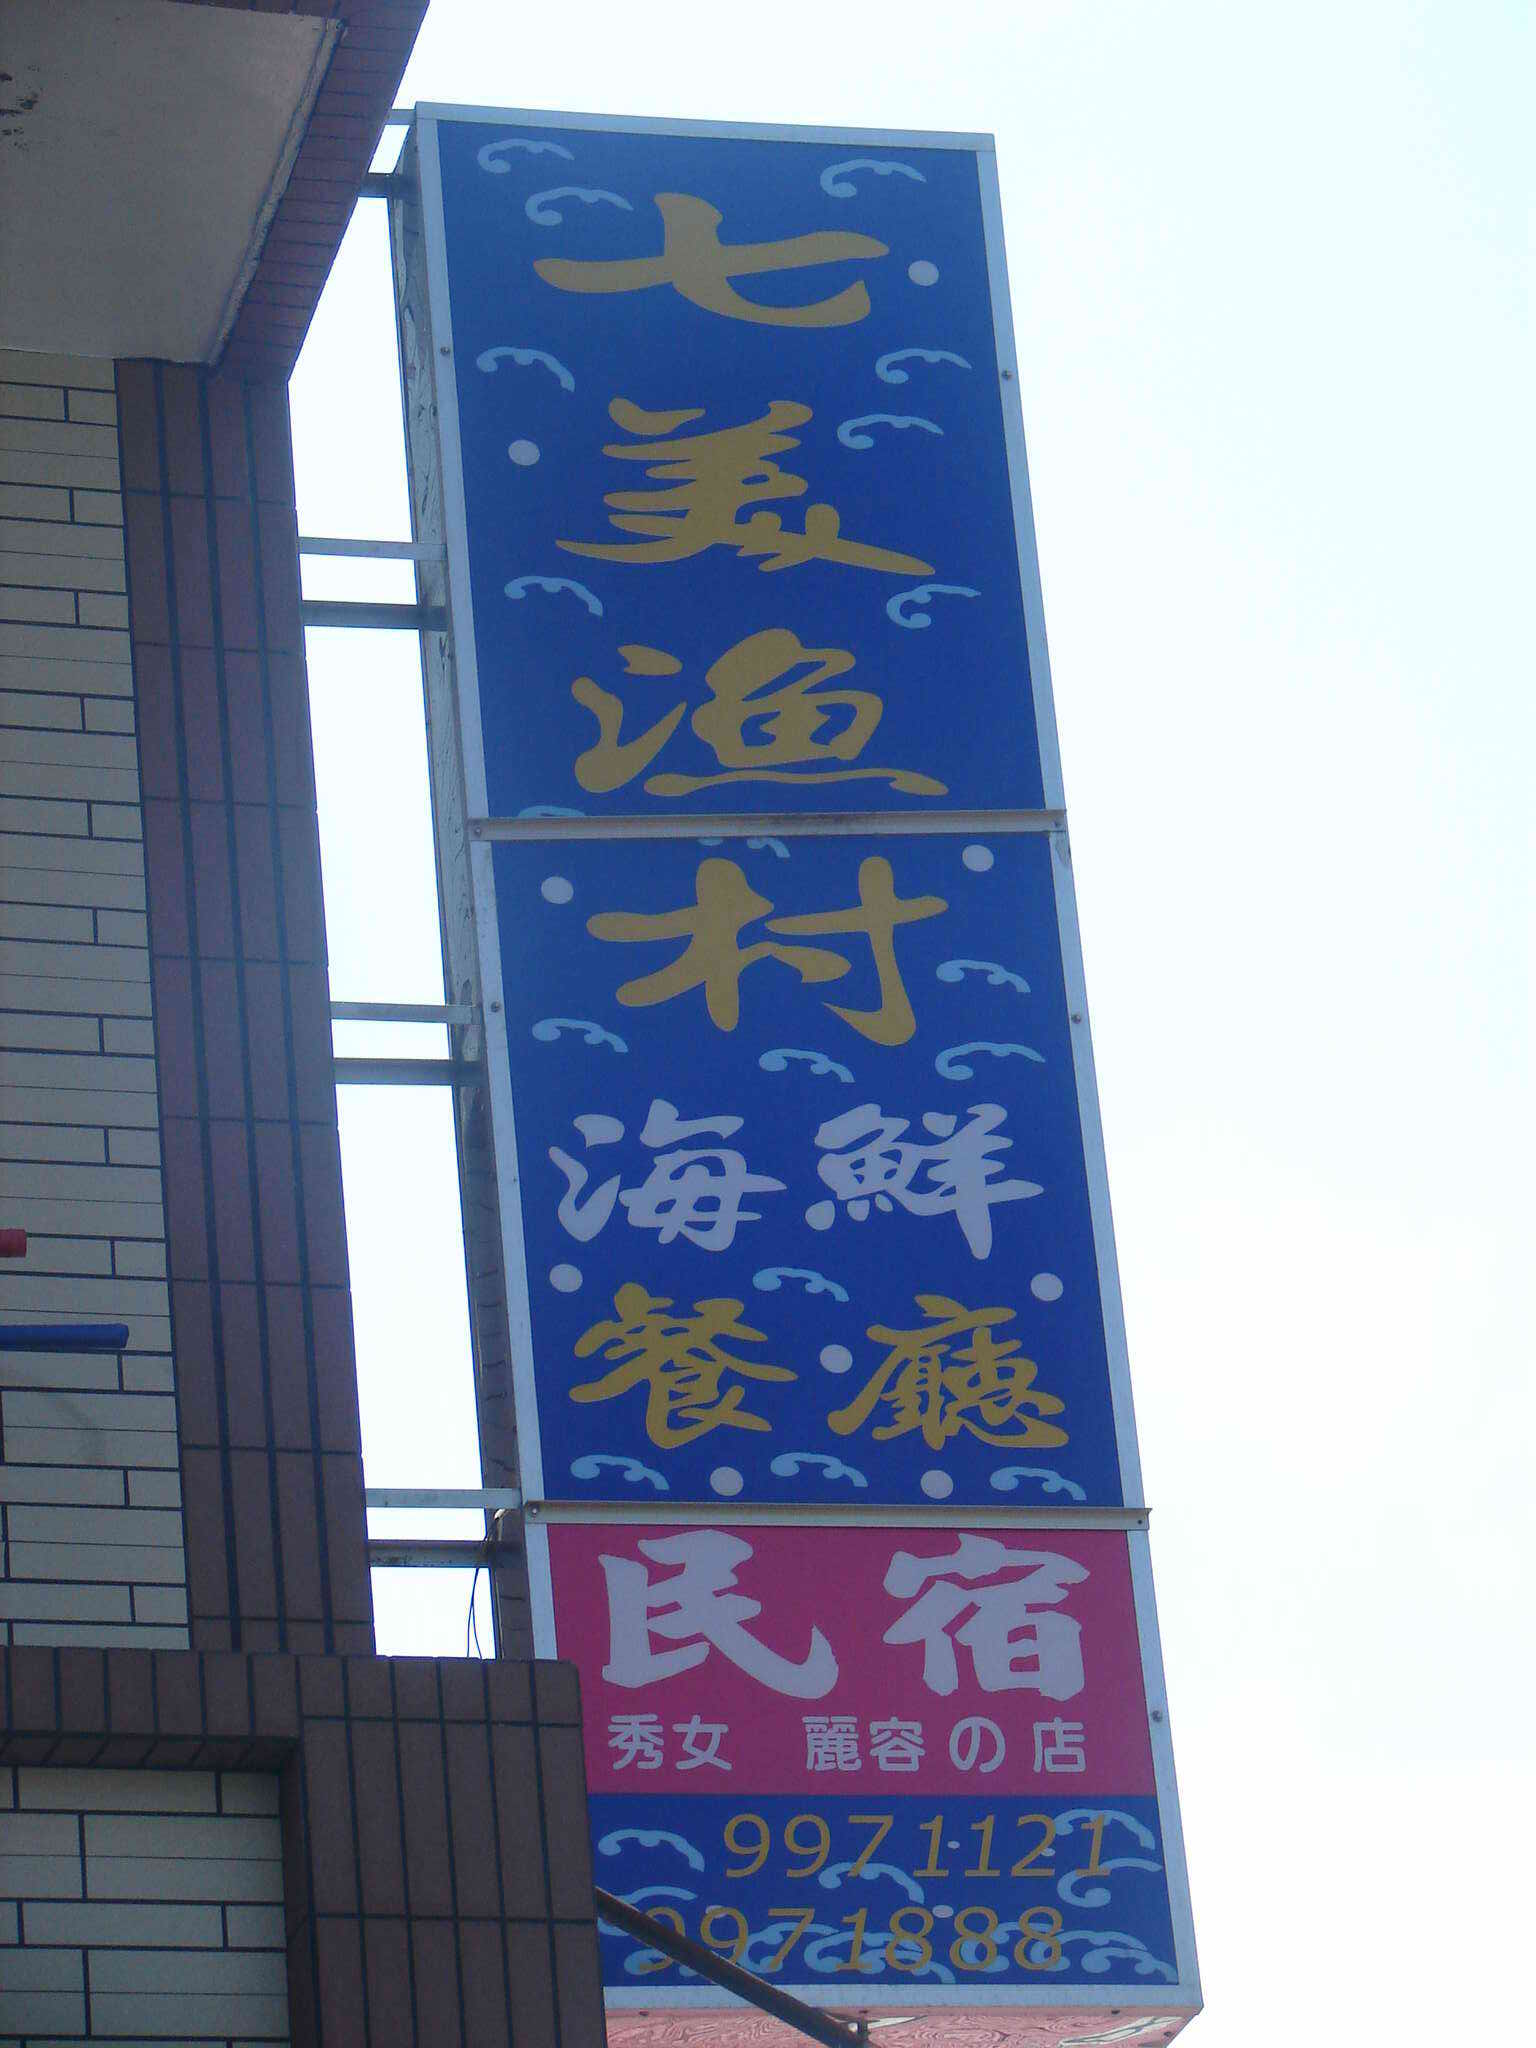 七美漁村
海鮮
餐廳
民宿
秀女 麗容の店
9971121
9971888